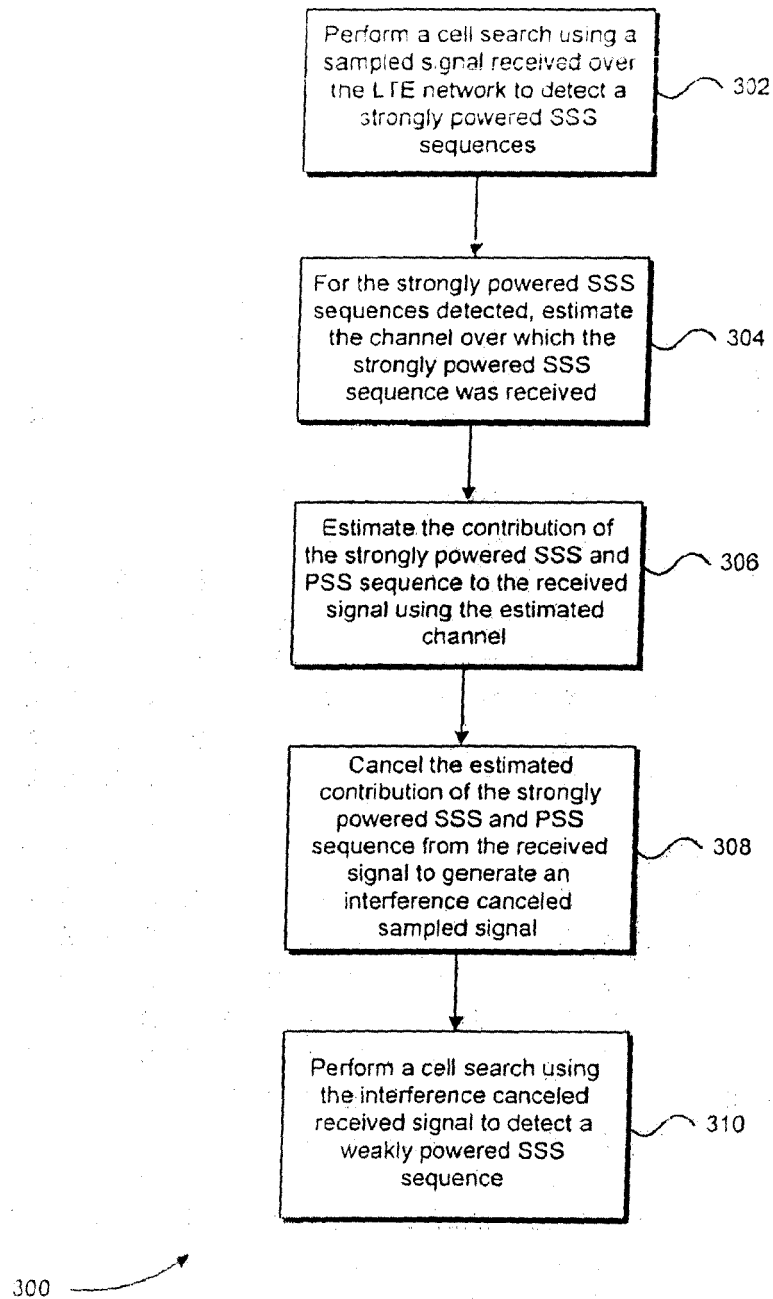 Perform a cell search using a
sampled signal received over
the LTE network to detect a
strongly powered SSS
sequences
302
For the strongly powered SSS
sequences detected, estimate
the channel over which the
strongly powered SSS
sequence was received
304
Estimate the contribution of
the strongly powered SSS and
PSS sequence to the received
signal using the estimated
channel
306
Cancel the estimated
contribution of the strongly
powered SSS and PSS
sequence from the received
signal to generate an
interference canceled
sampled signal
308
Perform a cell search using
the interference canceled
received signal to detect a
weakly powered SSS
sequence
310
300